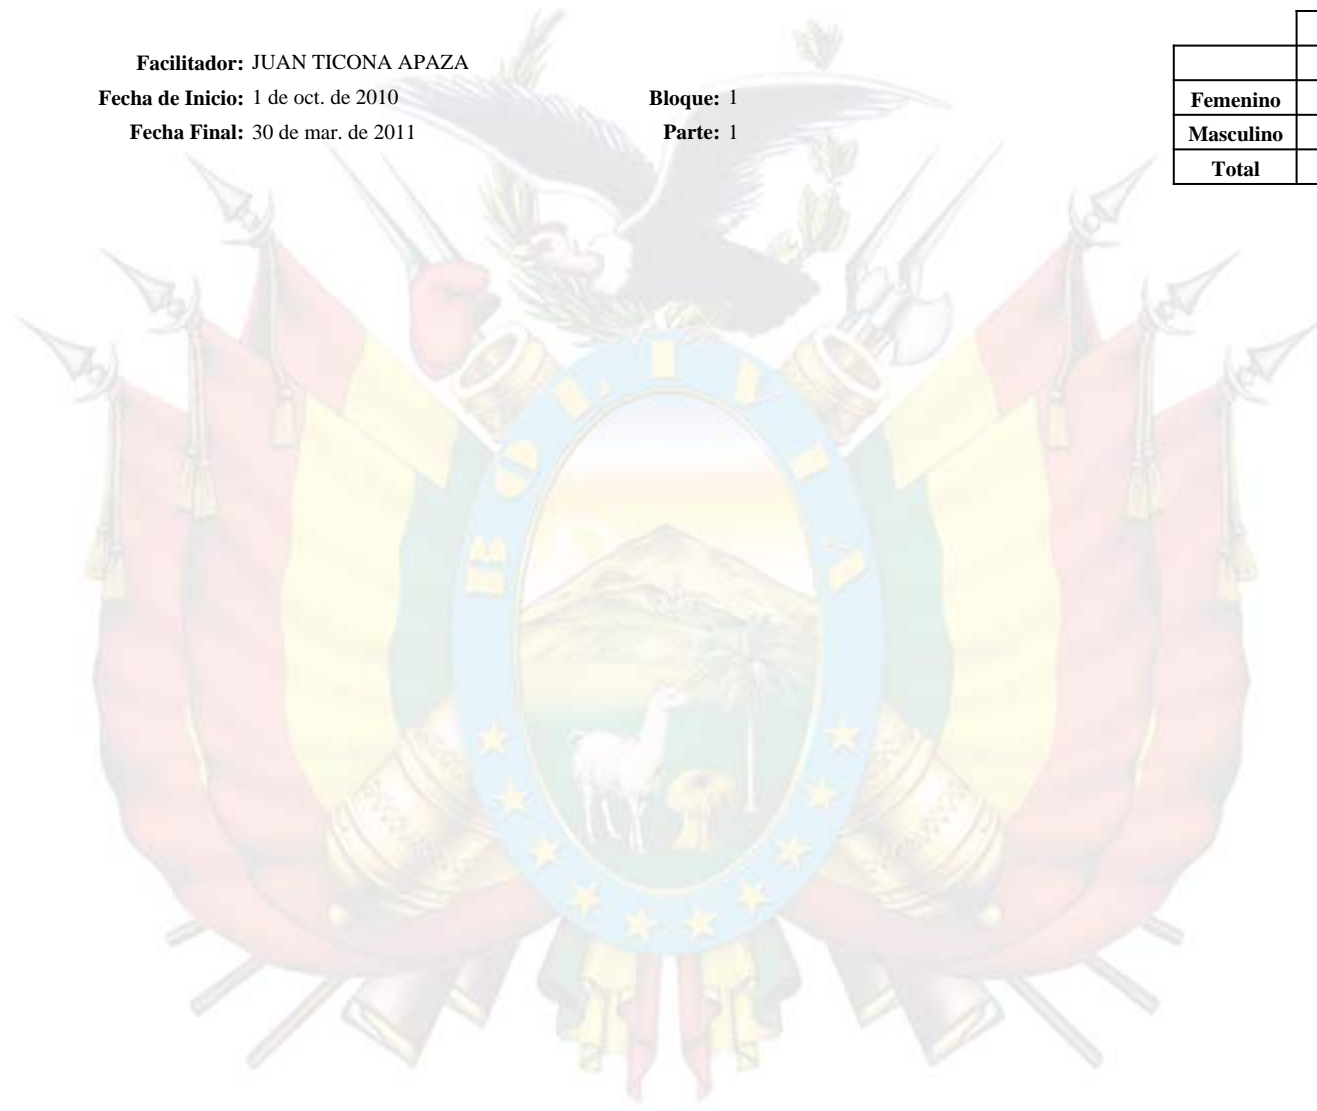 Facilitador: JUAN TICONA APAZA
Fecha de Inicio: 1 de oct. de 2010 Bloque: 1
Fecha Final: 30 de mar. de 2011 Parte: 1
Femenino
Masculino
Total
BOLIVIA